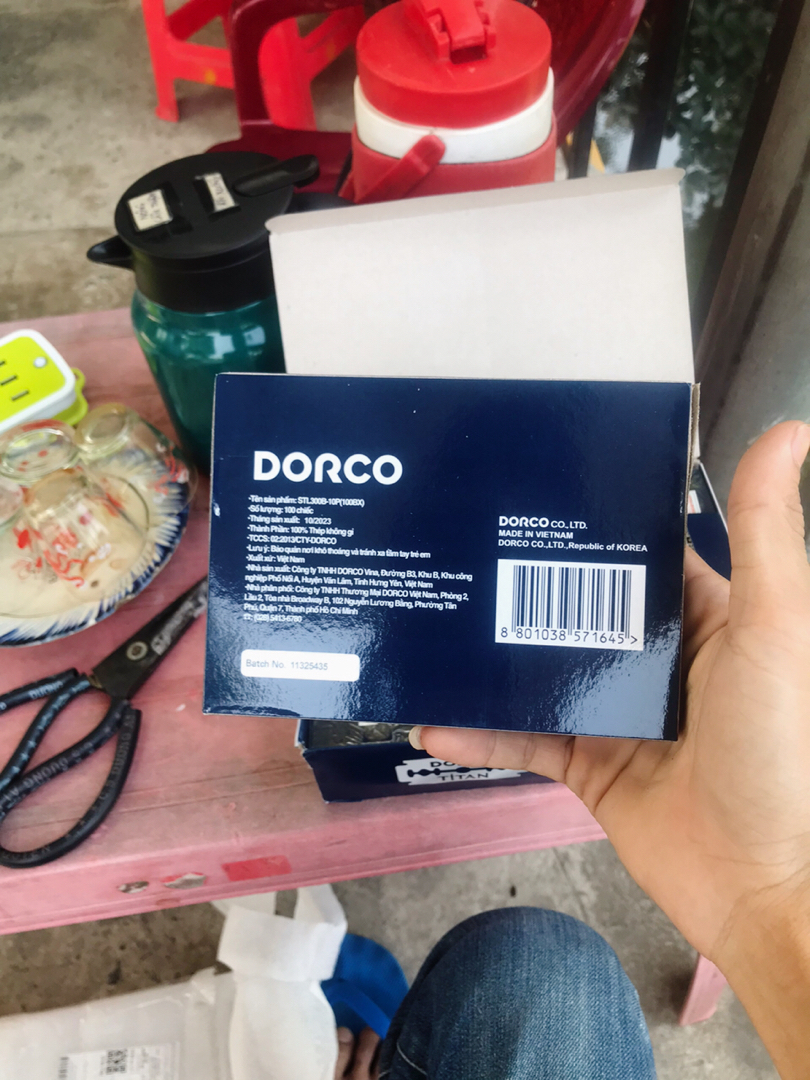 DORCO
·Tên sản phẩm: STL300B-10P(100BX)
·Số lượng: 100 chiếc
·Tháng sản xuất: 10/2023
·Thành Phần: 100% Thép không gỉ
·TCCS: 02:2013/CTY-DORCO
·Lưu ý: Bảo quản nơi khô thoáng và tránh xa tầm tay trẻ em
·Xuất xứ: Việt Nam
·Nhà sản xuất: Công ty TNHH DORCO Vina, Đường B3, Khu B, Khu công
nghiệp Phố Nối A, Huyện Văn Lâm, Tỉnh Hưng Yên, Việt Nam
·Nhà phân phối: Công ty TNHH Thương Mại DORCO Việt Nam, Phòng 2,
Lầu 2, Tòa nhà Broadway B, 102 Nguyễn Lương Bằng, Phường Tân
Phú, Quận 7, Thành phố Hồ Chí Minh
ĐT: (028) 5413-6760
Batch No. 11325435
DORCO CO., LTD.
MADE IN VIETNAM
DORCO CO., LTD., Republic of KOREA
8 801038 571645 >
TITAN